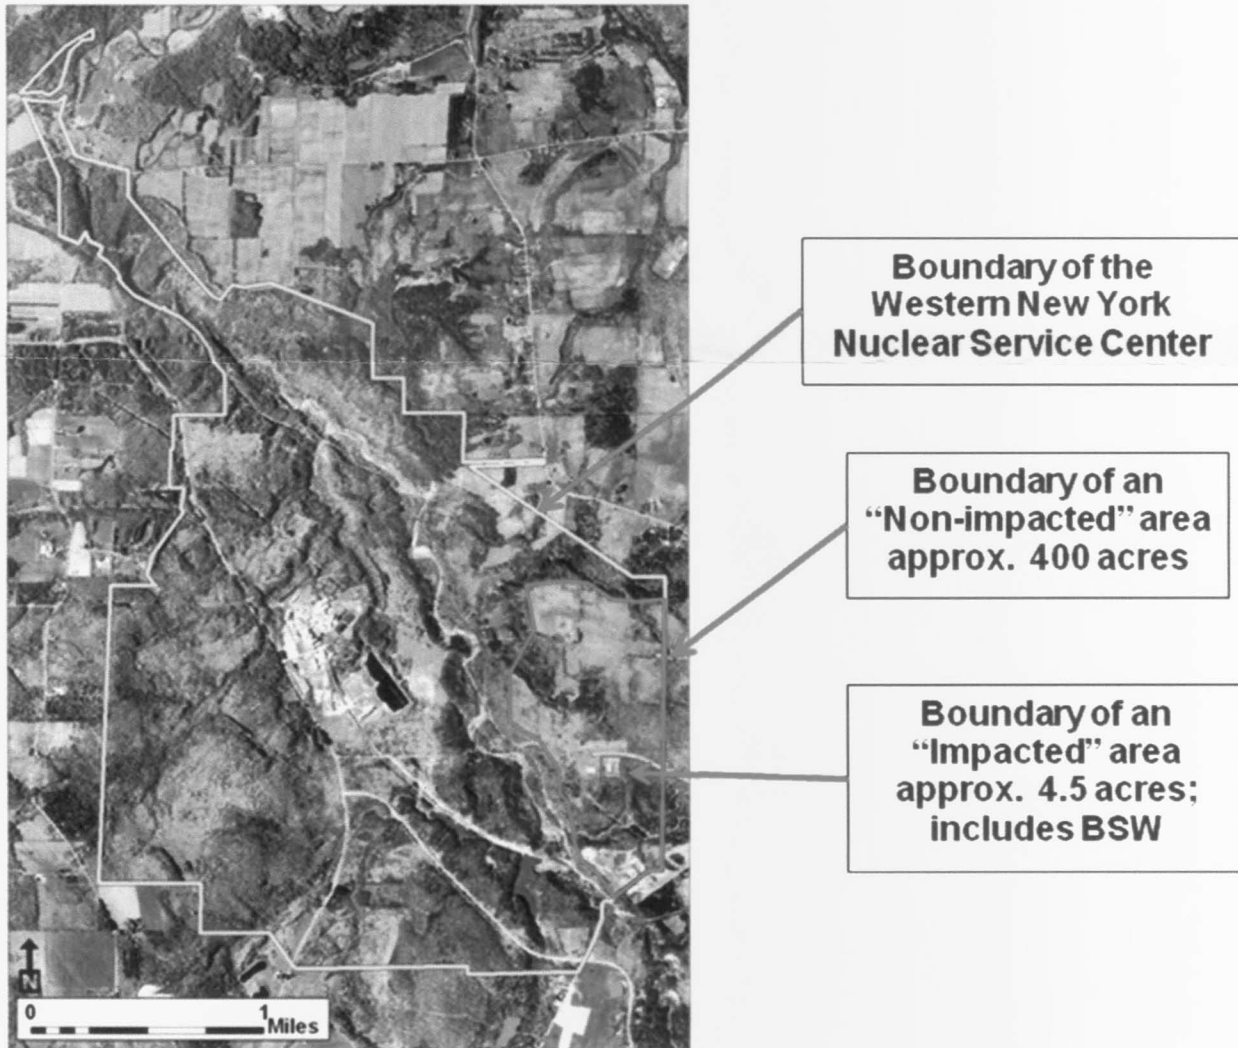 Boundary of the
Western New York
Nuclear Service Center
Boundary of an
“Non-impacted” area
approx. 400 acres
Boundary of an
“Impacted” area
approx. 4.5 acres;
includes BSW
N
0 1
Miles